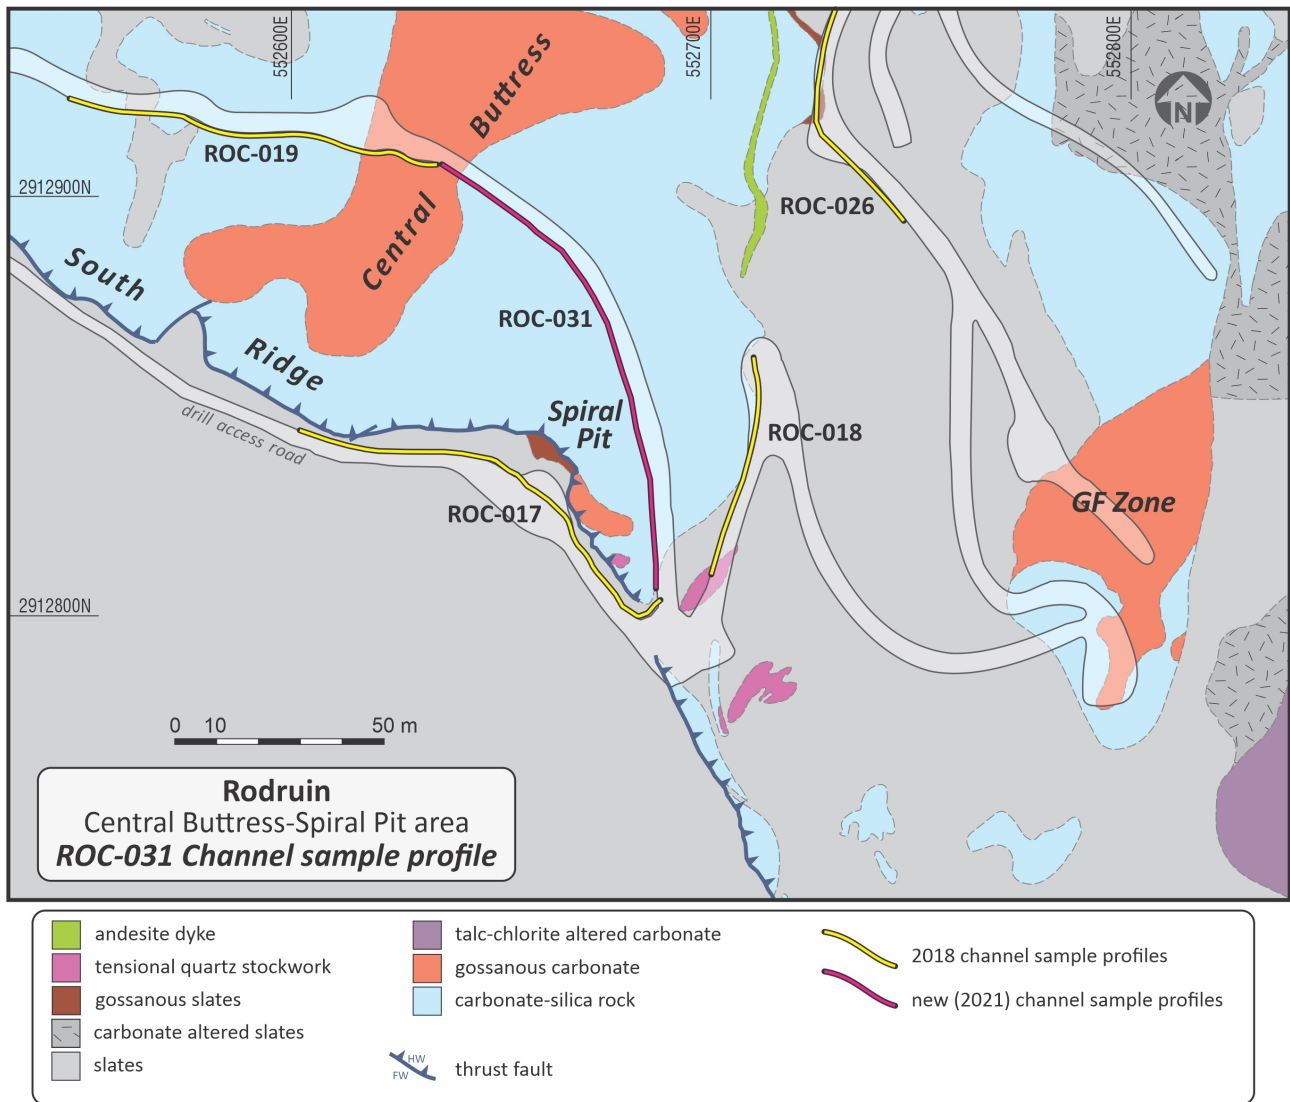 552600E
552700E
552800E
N
Central Buttress
ROC-019
2912900N
ROC-026
South
Ridge
ROC-031
Spiral
Pit
drill access road
ROC-018
ROC-017
GF Zone
2912800N
0 10 50 m
Rodruin
Central Buttress-Spiral Pit area
ROC-031 Channel sample profile
andesite dyke
tensional quartz stockwork
gossanous slates
carbonate altered slates
slates
talc-chlorite altered carbonate
gossanous carbonate
carbonate-silica rock
HW
FW
thrust fault
2018 channel sample profiles
new (2021) channel sample profiles